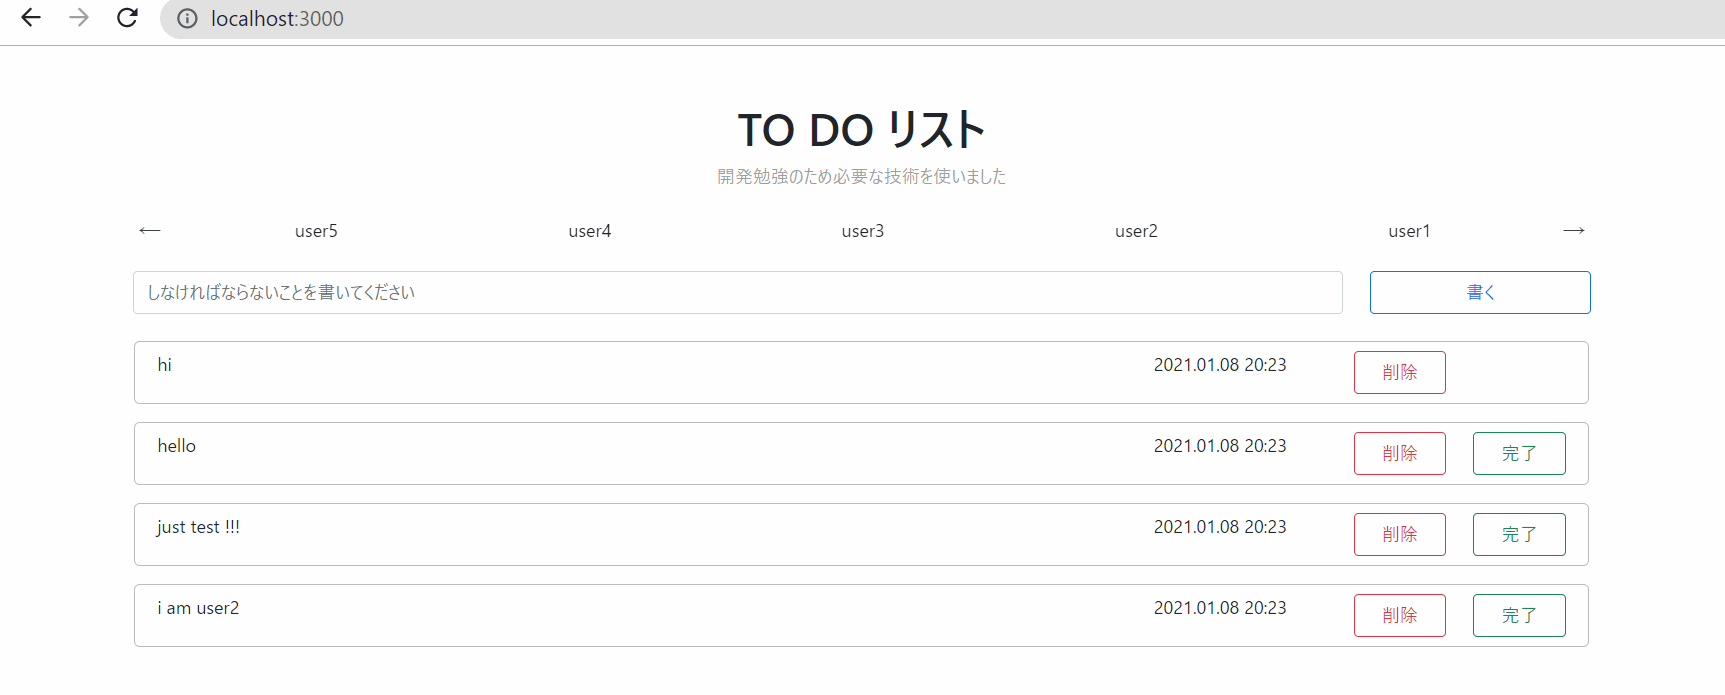 localhost:3000
TO DO リスト
開発勉強のため必要な技術を使いました
← user5 user4 user3 user2 user1 →
しなければならないことを書いてください 書く
hi 2021.01.08 20:23 削除
hello 2021.01.08 20:23 削除 完了
just test !!! 2021.01.08 20:23 削除 完了
i am user2 2021.01.08 20:23 削除 完了